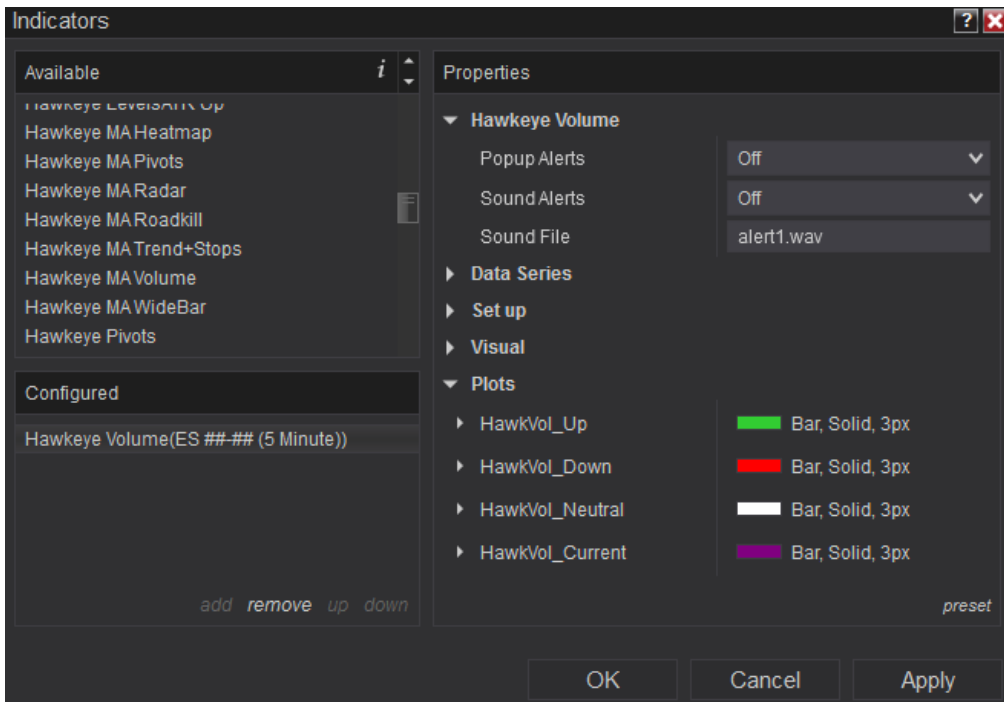 Indicators
?
Available
i
Hawkeye LevelsATR Up
Hawkeye MA Heatmap
Hawkeye MA Pivots
Hawkeye MA Radar
Hawkeye MA Roadkill
Hawkeye MA Trend+Stops
Hawkeye MA Volume
Hawkeye MA WideBar
Hawkeye Pivots
Configured
Hawkeye Volume(ES ##-## (5 Minute))
add remove up down
Properties
Hawkeye Volume
Popup Alerts Off
Sound Alerts Off
Sound File alert1.wav
Data Series
Set up
Visual
Plots
HawkVol_Up Bar, Solid, 3px
HawkVol_Down Bar, Solid, 3px
HawkVol_Neutral Bar, Solid, 3px
HawkVol_Current Bar, Solid, 3px
preset
OK Cancel Apply